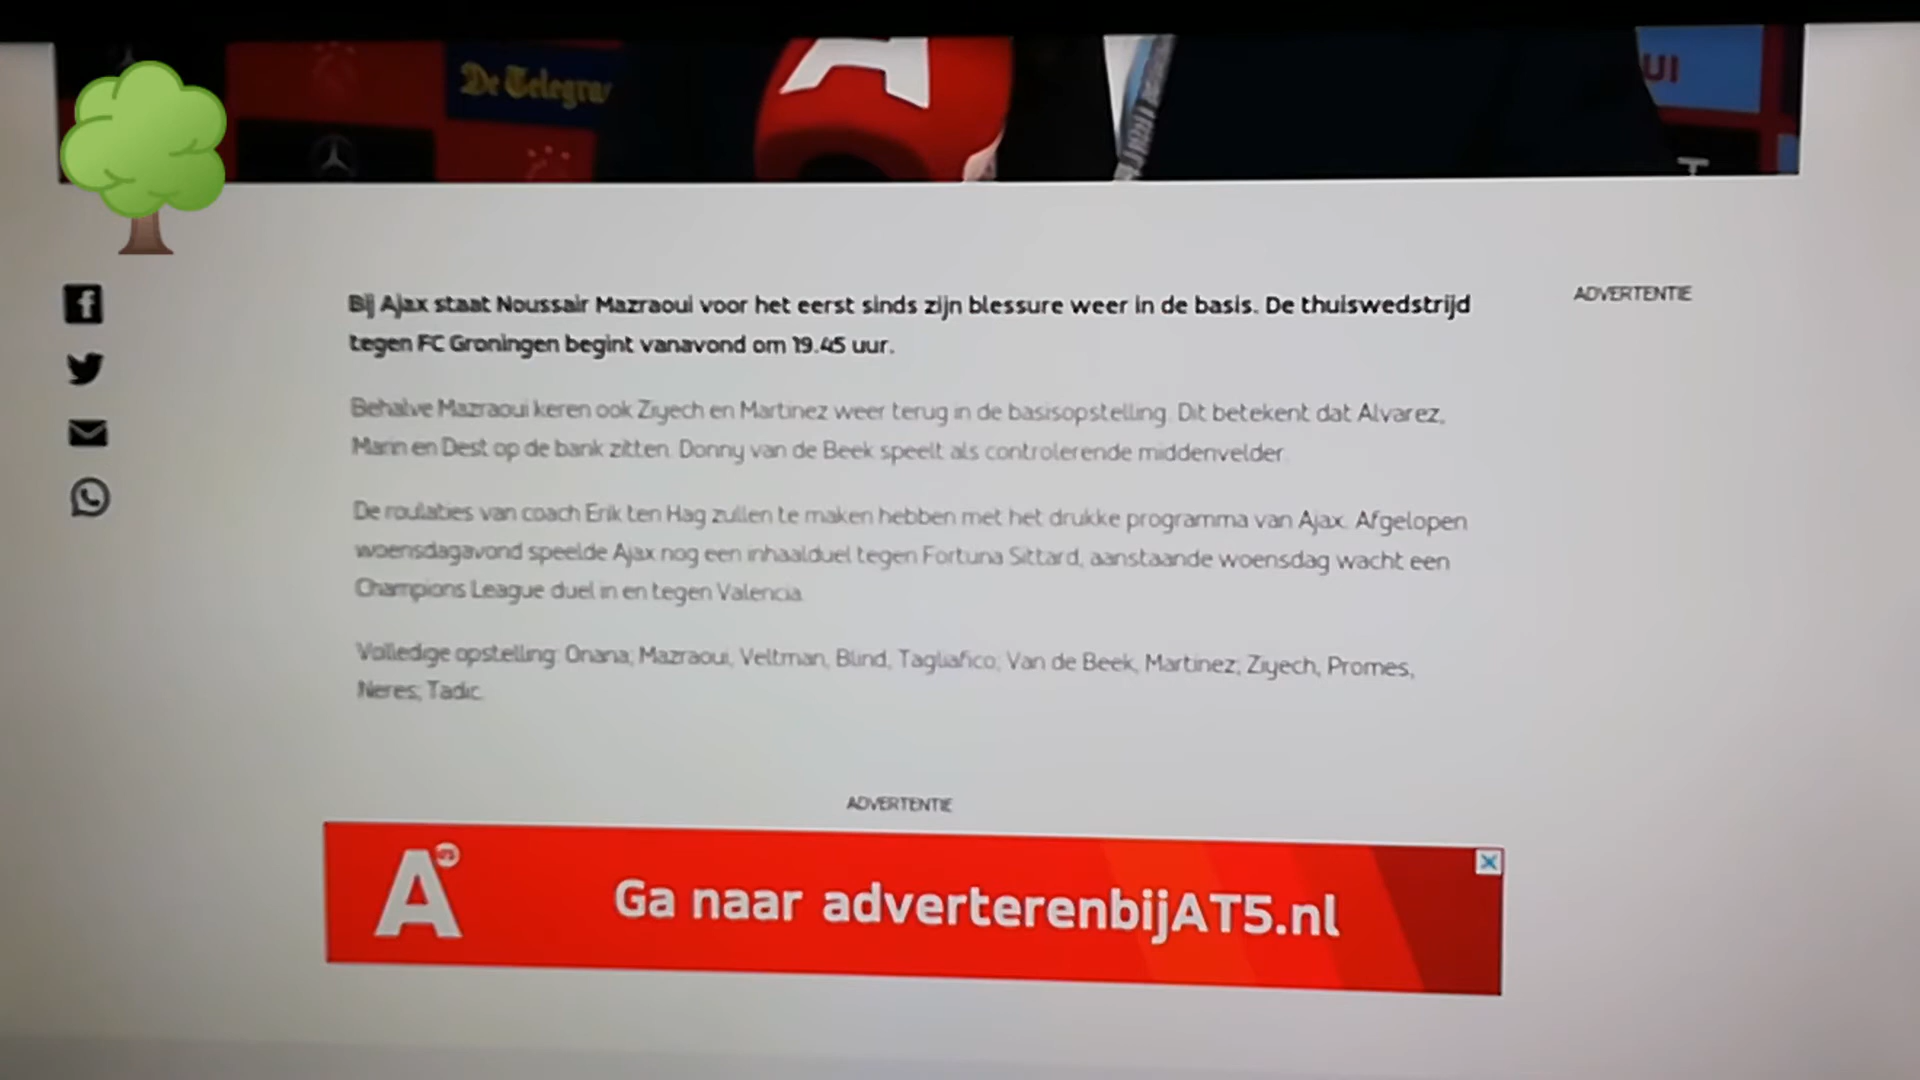 De Telegraa
A
UI
T
ADVERTENTIE
Bij Ajax staat Noussair Mazraoui voor het eerst sinds zijn blessure weer in de basis. De thuiswedstrijd
tegen FC Groningen begint vanavond om 19.45 uur.
Behalve Mazraoui keren ook Ziyech en Martinez weer terug in de basisopstelling. Dit betekent dat Alvarez,
Marin en Dest op de bank zitten. Donny van de Beek speelt als controlerende middenvelder.
De roulaties van coach Erik ten Hag zullen te maken hebben met het drukke programma van Ajax. Afgelopen
woensdagavond speelde Ajax nog een inhaalduel tegen Fortuna Sittard, aanstaande woensdag wacht een
Champions League duel in en tegen Valencia.
Volledige opstelling: Onana; Mazraoui, Veltman, Blind, Tagliafico; Van de Beek, Martinez; Ziyech, Promes,
Neres; Tadic.
ADVERTENTIE
A
Ga naar adverterenbijAT5.nl